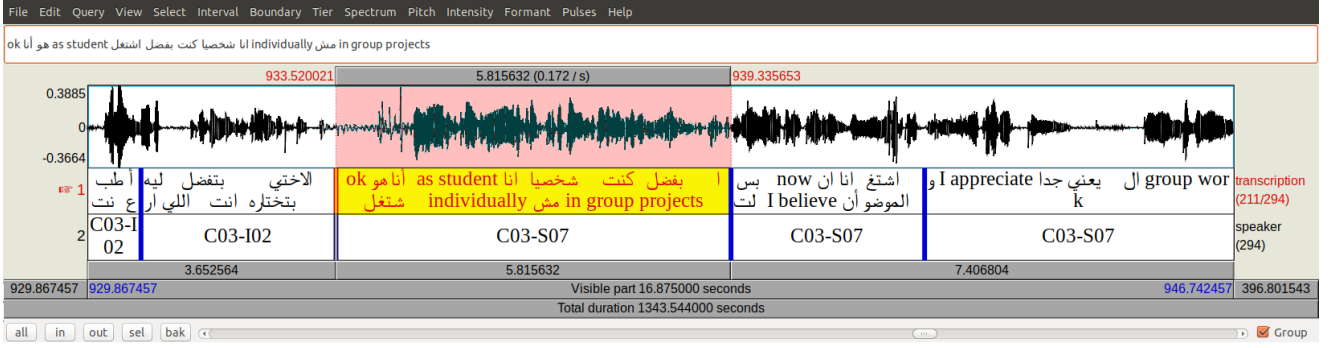 File Edit Query View Select Interval Boundary Tier Spectrum Pitch Intensity Formant Pulses Help
ok هو أنا as student انا شخصيا كنت بفضل اشتغل individually مش in group projects
933.520021 5.815632 (0.172 / s) 939.335653
0.3885
0
-0.3664
1
أ طب ليه بتفضل الاختي
ع نت ار اللي انت بتختاره
ok أناهو as student انا شخصيا كنت بفضل ا
شتغل individually مش in group projects
بس now اشتغ انا ان
لت I believe الموضو أن
و I appreciate يعني جدا ال group wor
k
transcription
(211/294)
2
C03-I
02
C03-I02
C03-S07
C03-S07
C03-S07
speaker
(294)
3.652564 5.815632 7.406804
929.867457 929.867457 Visible part 16.875000 seconds 946.742457 396.801543
Total duration 1343.544000 seconds
all in out sel bak Group